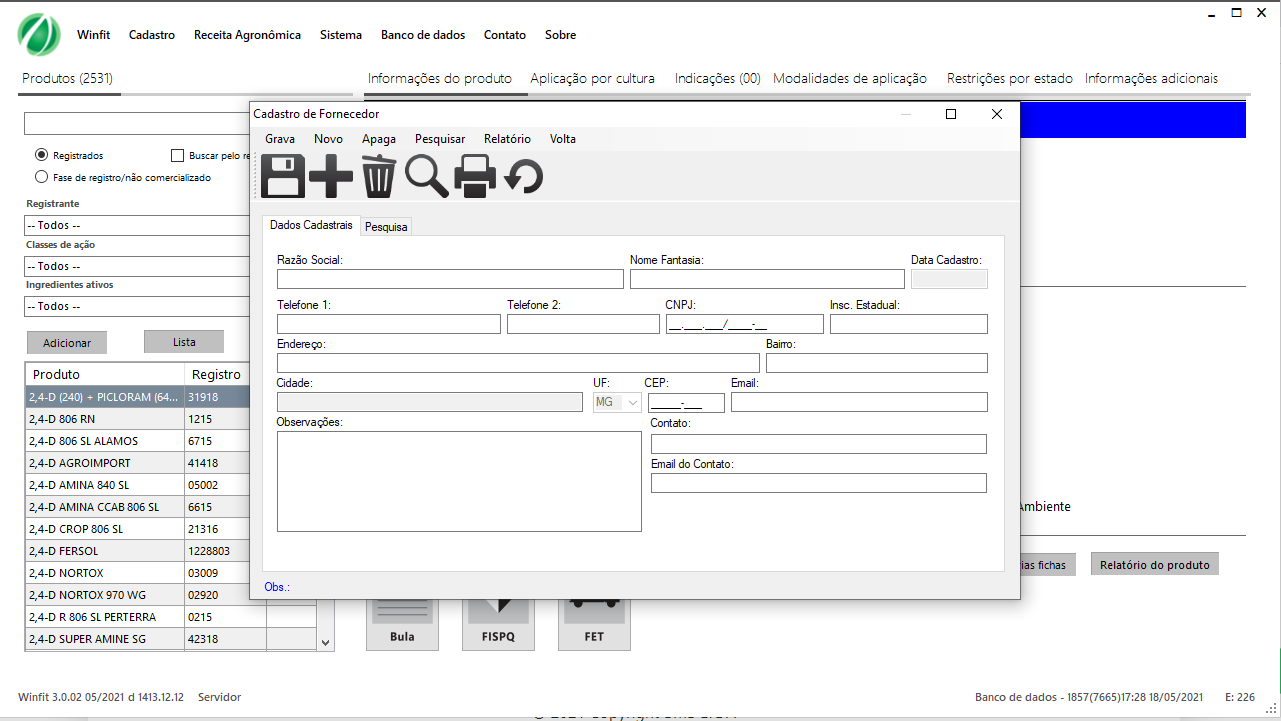 Winfit Cadastro Receita Agronômica Sistema Banco de dados Contato Sobre
Produtos (2531)
Informações do produto Aplicação por cultura Indicações (00) Modalidades de aplicação Restrições por estado Informações adicionais
Registrados
Buscar pelo re
Fase de registro/não comercializado
Registrante
-- Todos --
Classes de ação
-- Todos --
Ingredientes ativos
-- Todos --
Adicionar Lista
Produto Registro
2,4-D (240) + PICLORAM (64... 31918
2,4-D 806 RN 1215
2,4-D 806 SL ALAMOS 6715
2,4-D AGROIMPORT 41418
2,4-D AMINA 840 SL 05002
2,4-D AMINA CCAB 806 SL 6615
2,4-D CROP 806 SL 21316
2,4-D FERSOL 1228803
2,4-D NORTOX 03009
2,4-D NORTOX 970 WG 02920
2,4-D R 806 SL PERTERRA 0215
2,4-D SUPER AMINE SG 42318
Cadastro de Fornecedor
Grava Novo Apaga Pesquisar Relatório Volta
Dados Cadastrais Pesquisa
Razão Social: Nome Fantasia: Data Cadastro:
Telefone 1: Telefone 2: CNPJ: Insc. Estadual:
__.___.___/____-__
Endereço: Bairro:
Cidade: UF: CEP: Email:
MG _____-___
Observações: Contato:
Email do Contato:
Obs.:
Ambiente
ias fichas Relatório do produto
Bula FISPQ FET
Winfit 3.0.02 05/2021 d 1413.12.12 Servidor
Banco de dados - 1857(7665)17:28 18/05/2021 E: 226